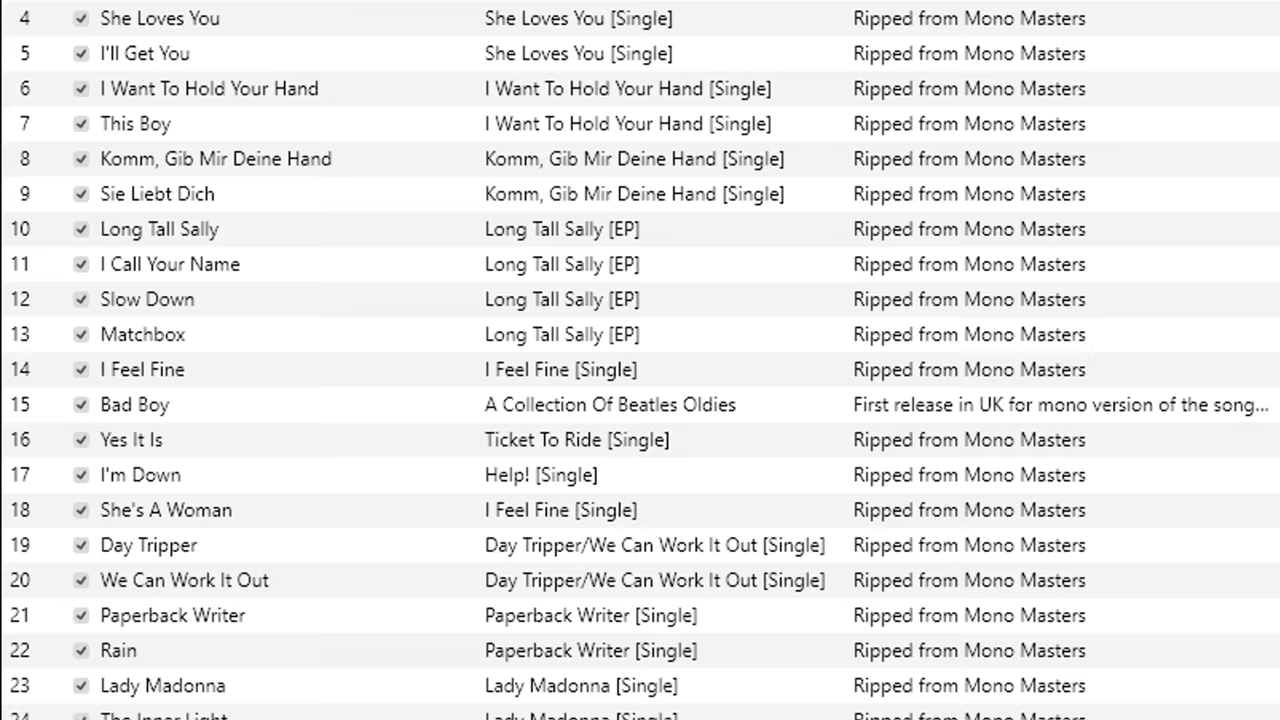 4 She Loves You She Loves You [Single] Ripped from Mono Masters
5 I'll Get You She Loves You [Single] Ripped from Mono Masters
6 I Want To Hold Your Hand I Want To Hold Your Hand [Single] Ripped from Mono Masters
7 This Boy I Want To Hold Your Hand [Single] Ripped from Mono Masters
8 Komm, Gib Mir Deine Hand Komm, Gib Mir Deine Hand [Single] Ripped from Mono Masters
9 Sie Liebt Dich Komm, Gib Mir Deine Hand [Single] Ripped from Mono Masters
10 Long Tall Sally Long Tall Sally [EP] Ripped from Mono Masters
11 I Call Your Name Long Tall Sally [EP] Ripped from Mono Masters
12 Slow Down Long Tall Sally [EP] Ripped from Mono Masters
13 Matchbox Long Tall Sally [EP] Ripped from Mono Masters
14 I Feel Fine I Feel Fine [Single] Ripped from Mono Masters
15 Bad Boy A Collection Of Beatles Oldies First release in UK for mono version of the song...
16 Yes It Is Ticket To Ride [Single] Ripped from Mono Masters
17 I'm Down Help! [Single] Ripped from Mono Masters
18 She's A Woman I Feel Fine [Single] Ripped from Mono Masters
19 Day Tripper Day Tripper/We Can Work It Out [Single] Ripped from Mono Masters
20 We Can Work It Out Day Tripper/We Can Work It Out [Single] Ripped from Mono Masters
21 Paperback Writer Paperback Writer [Single] Ripped from Mono Masters
22 Rain Paperback Writer [Single] Ripped from Mono Masters
23 Lady Madonna Lady Madonna [Single] Ripped from Mono Masters
24 The Inner Light Lady Madonna [Single] Ripped from Mono Masters